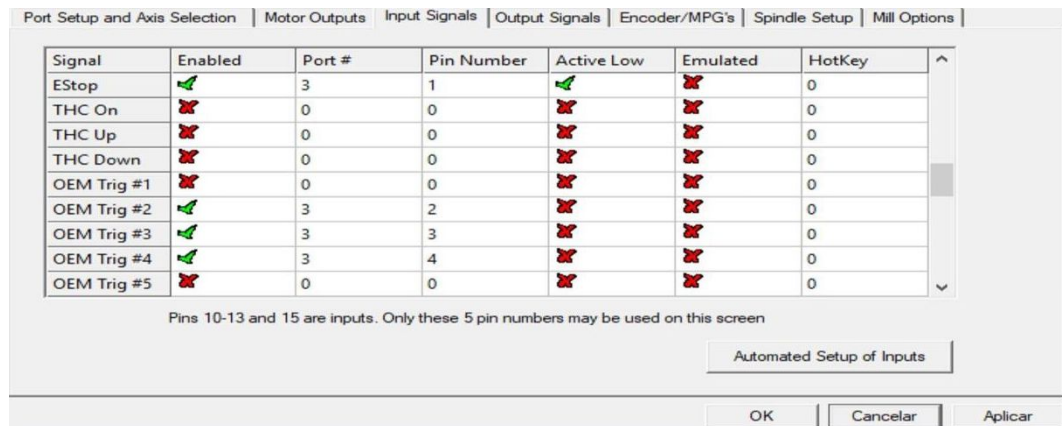 Port Setup and Axis Selection Motor Outputs Input Signals Output Signals Encoder/MPG's Spindle Setup Mill Options
Signal Enabled Port # Pin Number Active Low Emulated HotKey
EStop 3 1 0
THC On 0 0 0
THC Up 0 0 0
THC Down 0 0 0
OEM Trig #1 0 0 0
OEM Trig #2 3 2 0
OEM Trig #3 3 3 0
OEM Trig #4 3 4 0
OEM Trig #5 0 0 0
Pins 10-13 and 15 are inputs. Only these 5 pin numbers may be used on this screen
Automated Setup of Inputs
OK Cancelar Aplicar